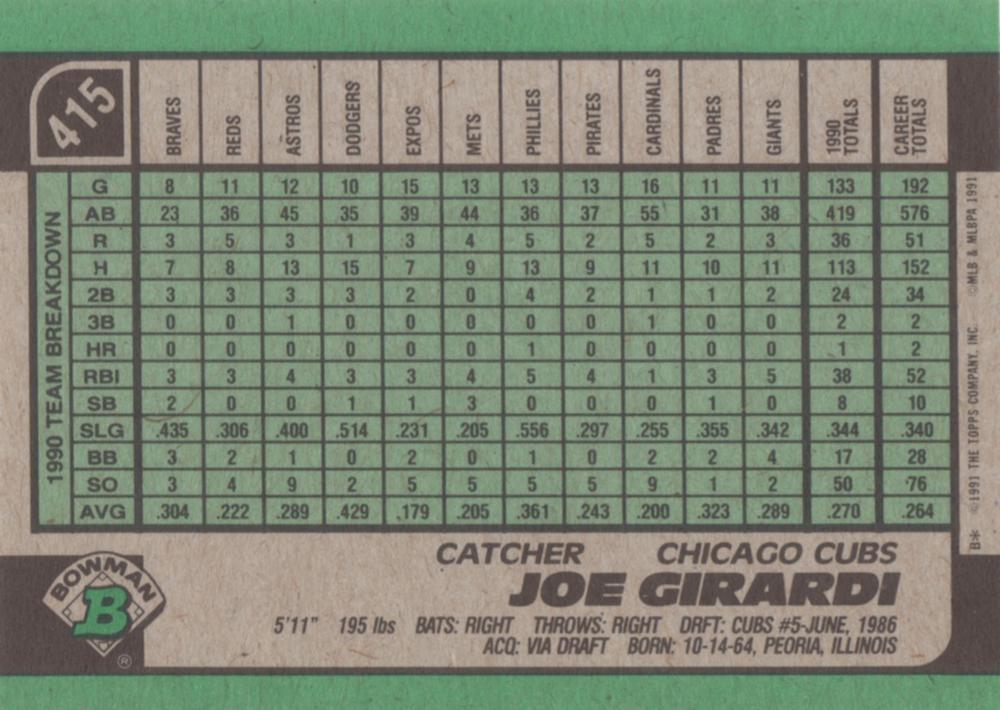 415
BRAVES REDS ASTROS DODGERS EXPOS METS PHILLIES PIRATES CARDINALS PADRES GIANTS 1990 TOTALS CAREER TOTALS
1990 TEAM BREAKDOWN
G 8 11 12 10 15 13 13 13 16 11 11 133 192
AB 23 36 45 35 39 44 36 37 55 31 38 419 576
R 3 5 3 1 3 4 5 2 5 2 3 36 51
H 7 8 13 15 7 9 13 9 11 10 11 113 152
2B 3 3 3 3 2 0 4 2 1 1 2 24 34
3B 0 0 1 0 0 0 0 0 1 0 0 2 2
HR 0 0 0 0 0 0 1 0 0 0 0 1 2
RBI 3 3 4 3 3 4 5 4 1 3 5 38 52
SB 2 0 0 1 1 3 0 0 0 1 0 8 10
SLG .435 .306 .400 .514 .231 .205 .556 .297 .255 .355 .342 .344 .340
BB 3 2 1 0 2 0 1 0 2 2 4 17 28
SO 3 4 9 2 5 5 5 5 9 1 2 50 76
AVG .304 .222 .289 .429 .179 .205 .361 .243 .200 .323 .289 .270 .264
B* ©1991 THE TOPPS COMPANY, INC. ©MLB & MLBPA 1991
BOWMAN
B
®
CATCHER CHICAGO CUBS
JOE GIRARDI
5'11" 195 lbs BATS: RIGHT THROWS: RIGHT DRFT: CUBS #5-JUNE, 1986
ACQ: VIA DRAFT BORN: 10-14-64, PEORIA, ILLINOIS